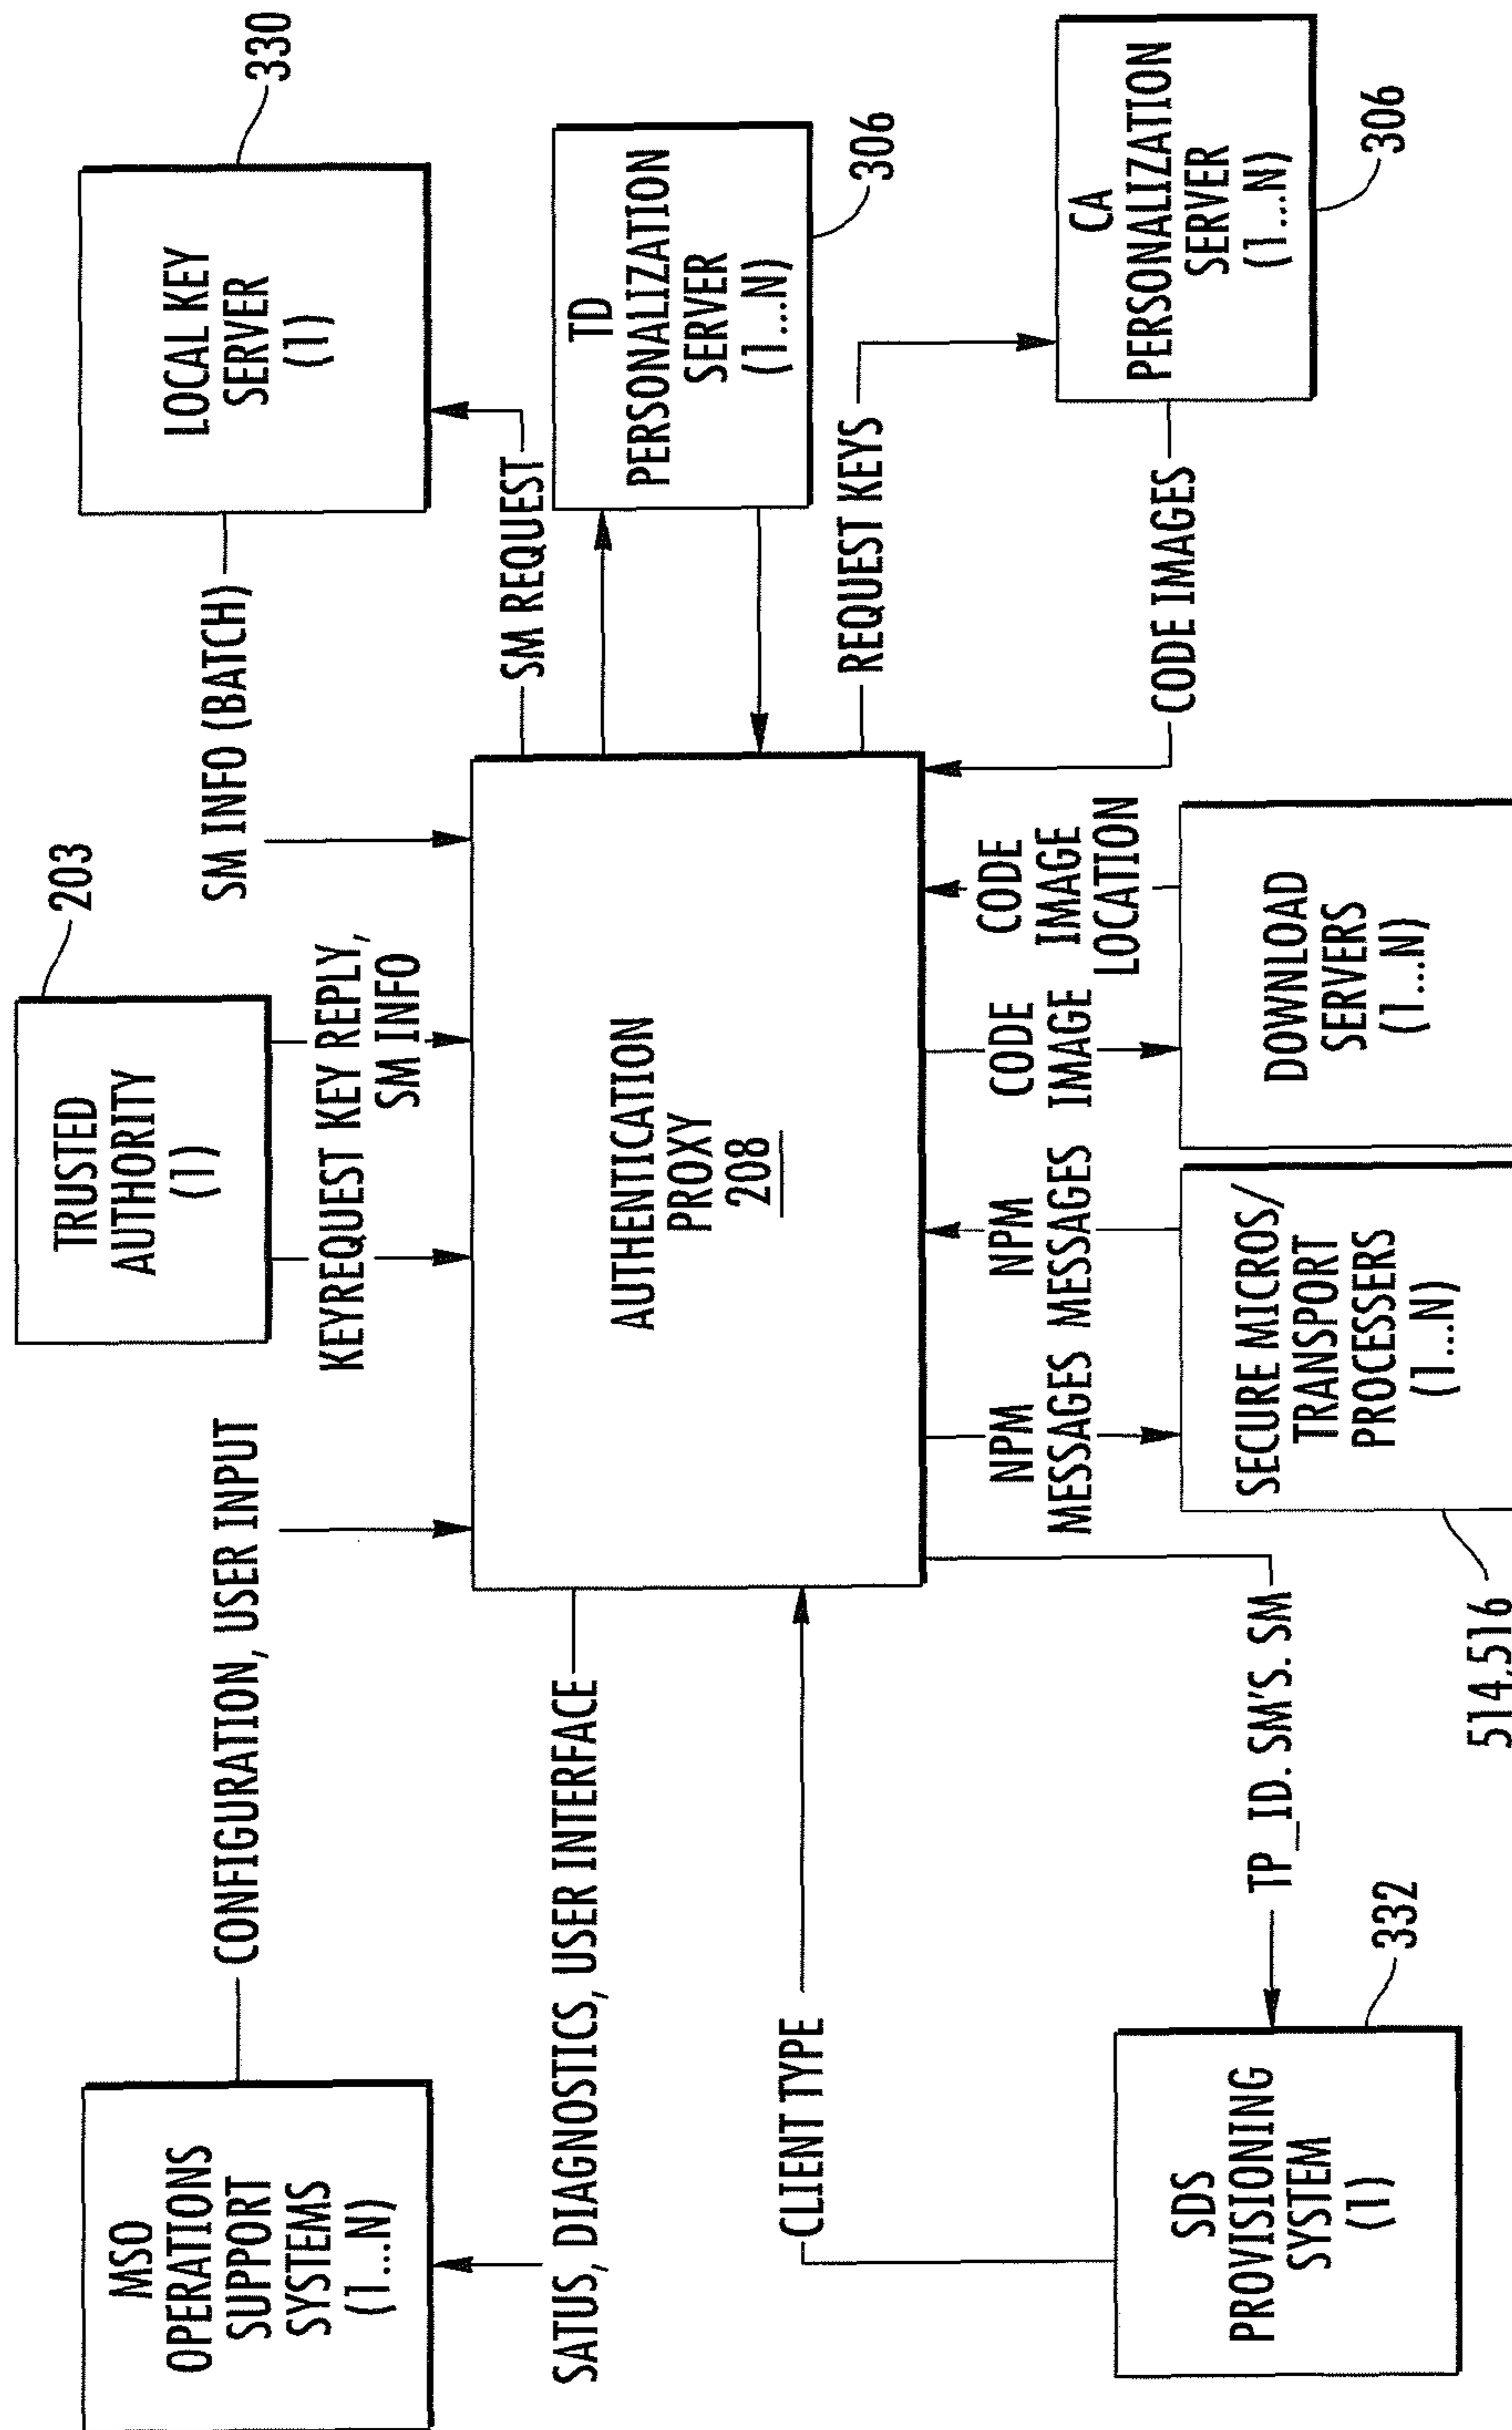 MSO
OPERATIONS
SUPPORT
SYSTEMS
(1...N)
CONFIGURATION, USER INPUT
SATUS, DIAGNOSTICS, USER INTERFACE
TRUSTED
AUTHORITY
(1)
203
KEYREQUEST
KEY REPLY,
SM INFO
SM INFO (BATCH)
LOCAL KEY
SERVER
(1)
330
SM REQUEST
TD
PERSONALIZATION
SERVER
(1...N)
306
REQUEST KEYS
CA
PERSONALIZATION
SERVER
(1...N)
306
CODE IMAGES
AUTHENTICATION
PROXY
208
CLIENT TYPE
SDS
PROVISIONING
SYSTEM
(1)
332
TP_ID. SM'S. SM
NPM
MESSAGES
NPM
MESSAGES
SECURE MICROS/
TRANSPORT
PROCESSERS
(1...N)
514,516
CODE
IMAGE
CODE
IMAGE
LOCATION
DOWNLOAD
SERVERS
(1...N)